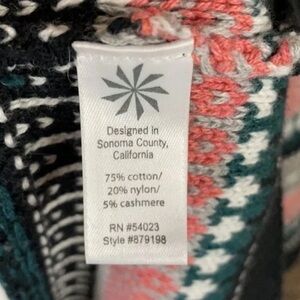 Designed in
Sonoma County,
California
75% cotton/
20% nylon/
5% cashmere
RN #54023
Style #879198